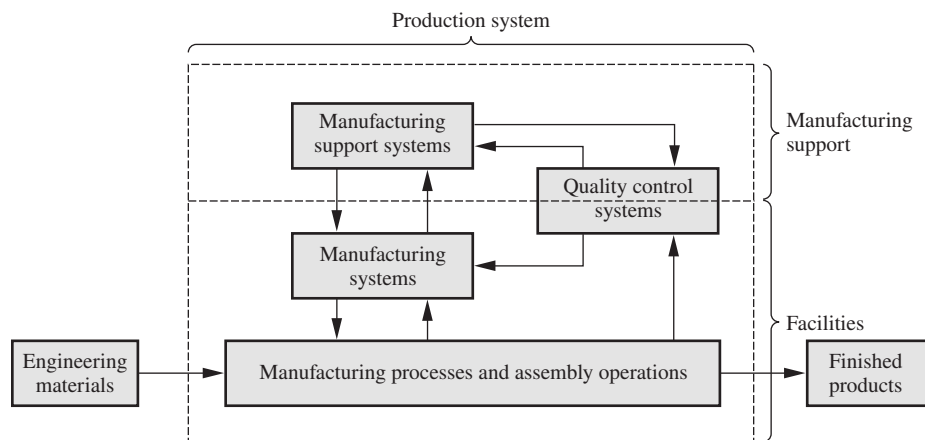 Production system
Manufacturing
support systems
Manufacturing
support
Quality control
systems
Manufacturing
systems
Facilities
Engineering
materials
Manufacturing processes and assembly operations
Finished
products